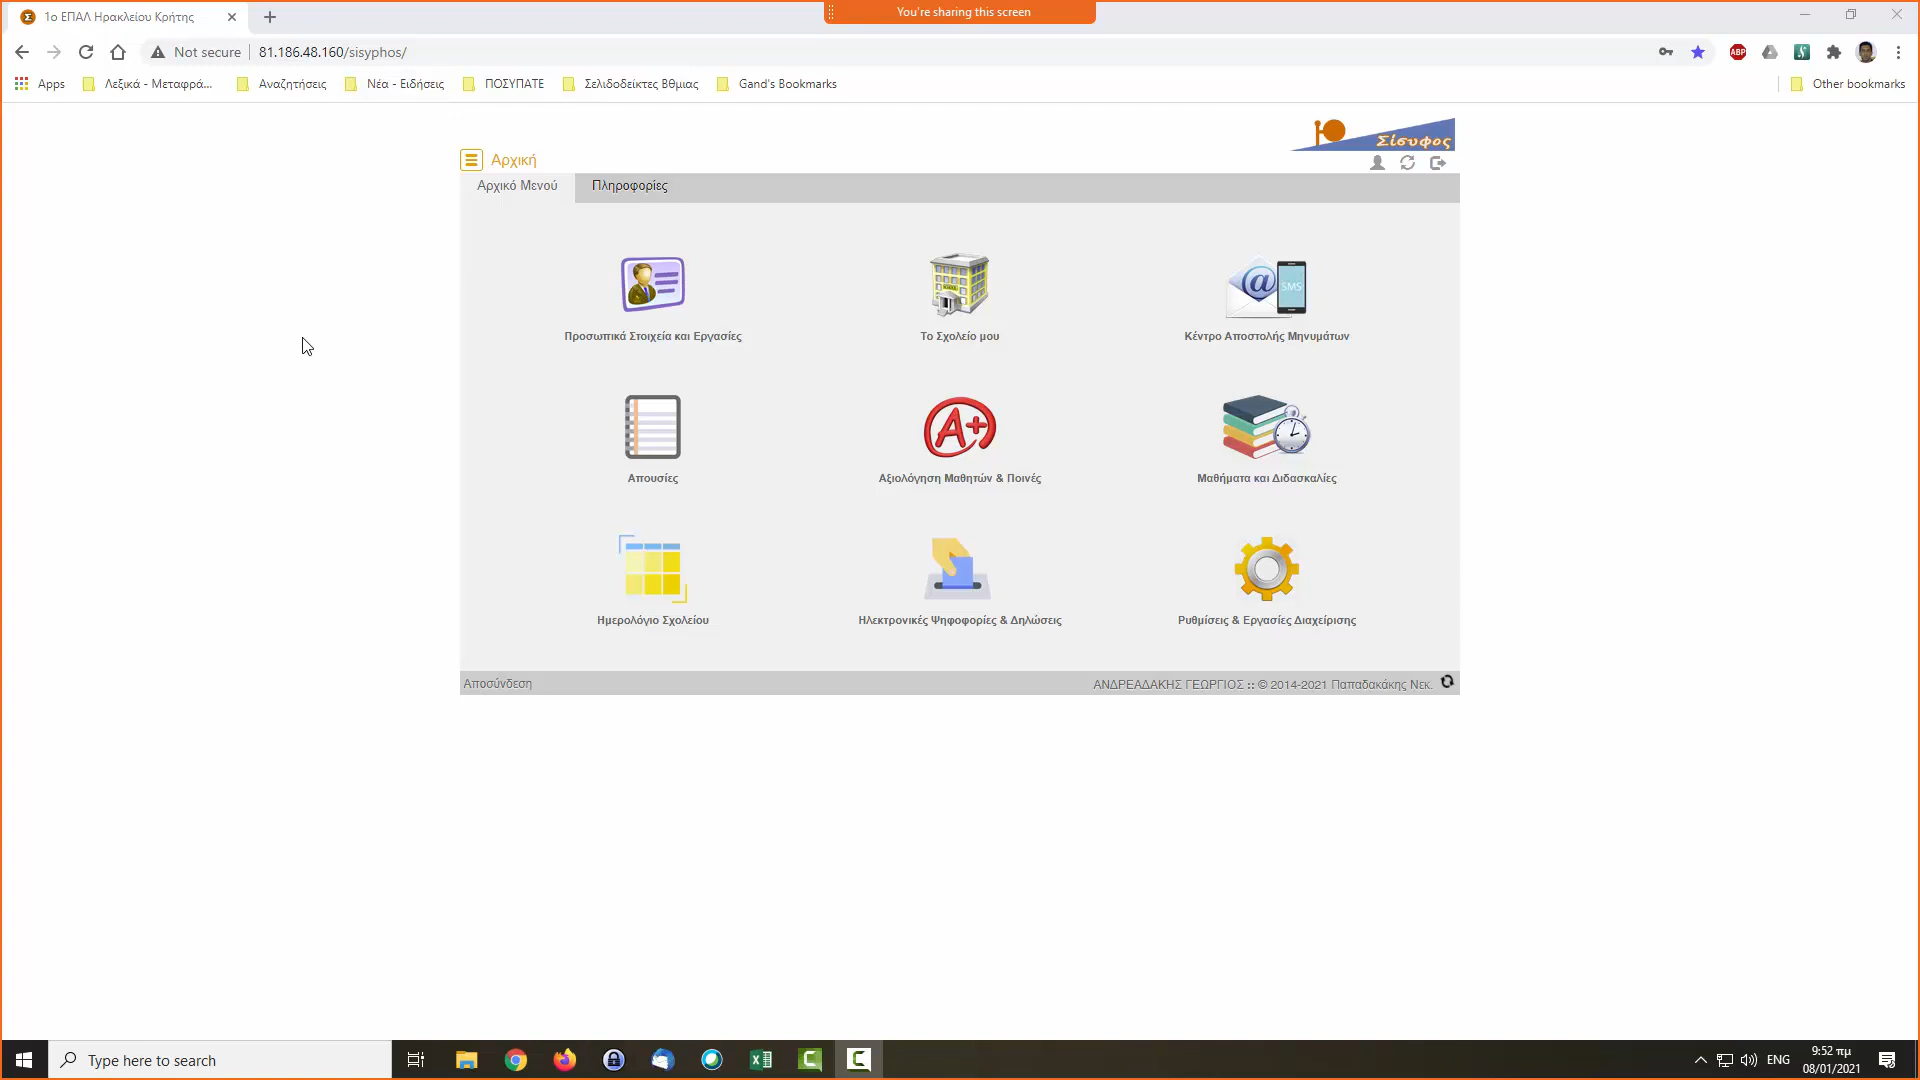 1ο ΕΠΑΛ Ηρακλείου Κρήτης
You're sharing this screen
Not secure 81.186.48.160/sisyphos/
ABP
Apps Λεξικά - Μεταφρά... Αναζητήσεις Νέα - Ειδήσεις ΠΟΣΥΠΑΤΕ Σελιδοδείκτες Βθμιας Gand's Bookmarks Other bookmarks
Σίσυφος
Αρχική
Αρχικό Μενού Πληροφορίες
@ SMS
Προσωπικά Στοιχεία και Εργασίες Το Σχολείο μου Κέντρο Αποστολής Μηνυμάτων
A+
Απουσίες Αξιολόγηση Μαθητών & Ποινές Μαθήματα και Διδασκαλίες
Ημερολόγιο Σχολείου Ηλεκτρονικές Ψηφοφορίες & Δηλώσεις Ρυθμίσεις & Εργασίες Διαχείρισης
Αποσύνδεση ΑΝΔΡΕΑΔΑΚΗΣ ΓΕΩΡΓΙΟΣ :: © 2014-2021 Παπαδακάκης Νεκ.
Type here to search ENG 9:52 πμ
08/01/2021